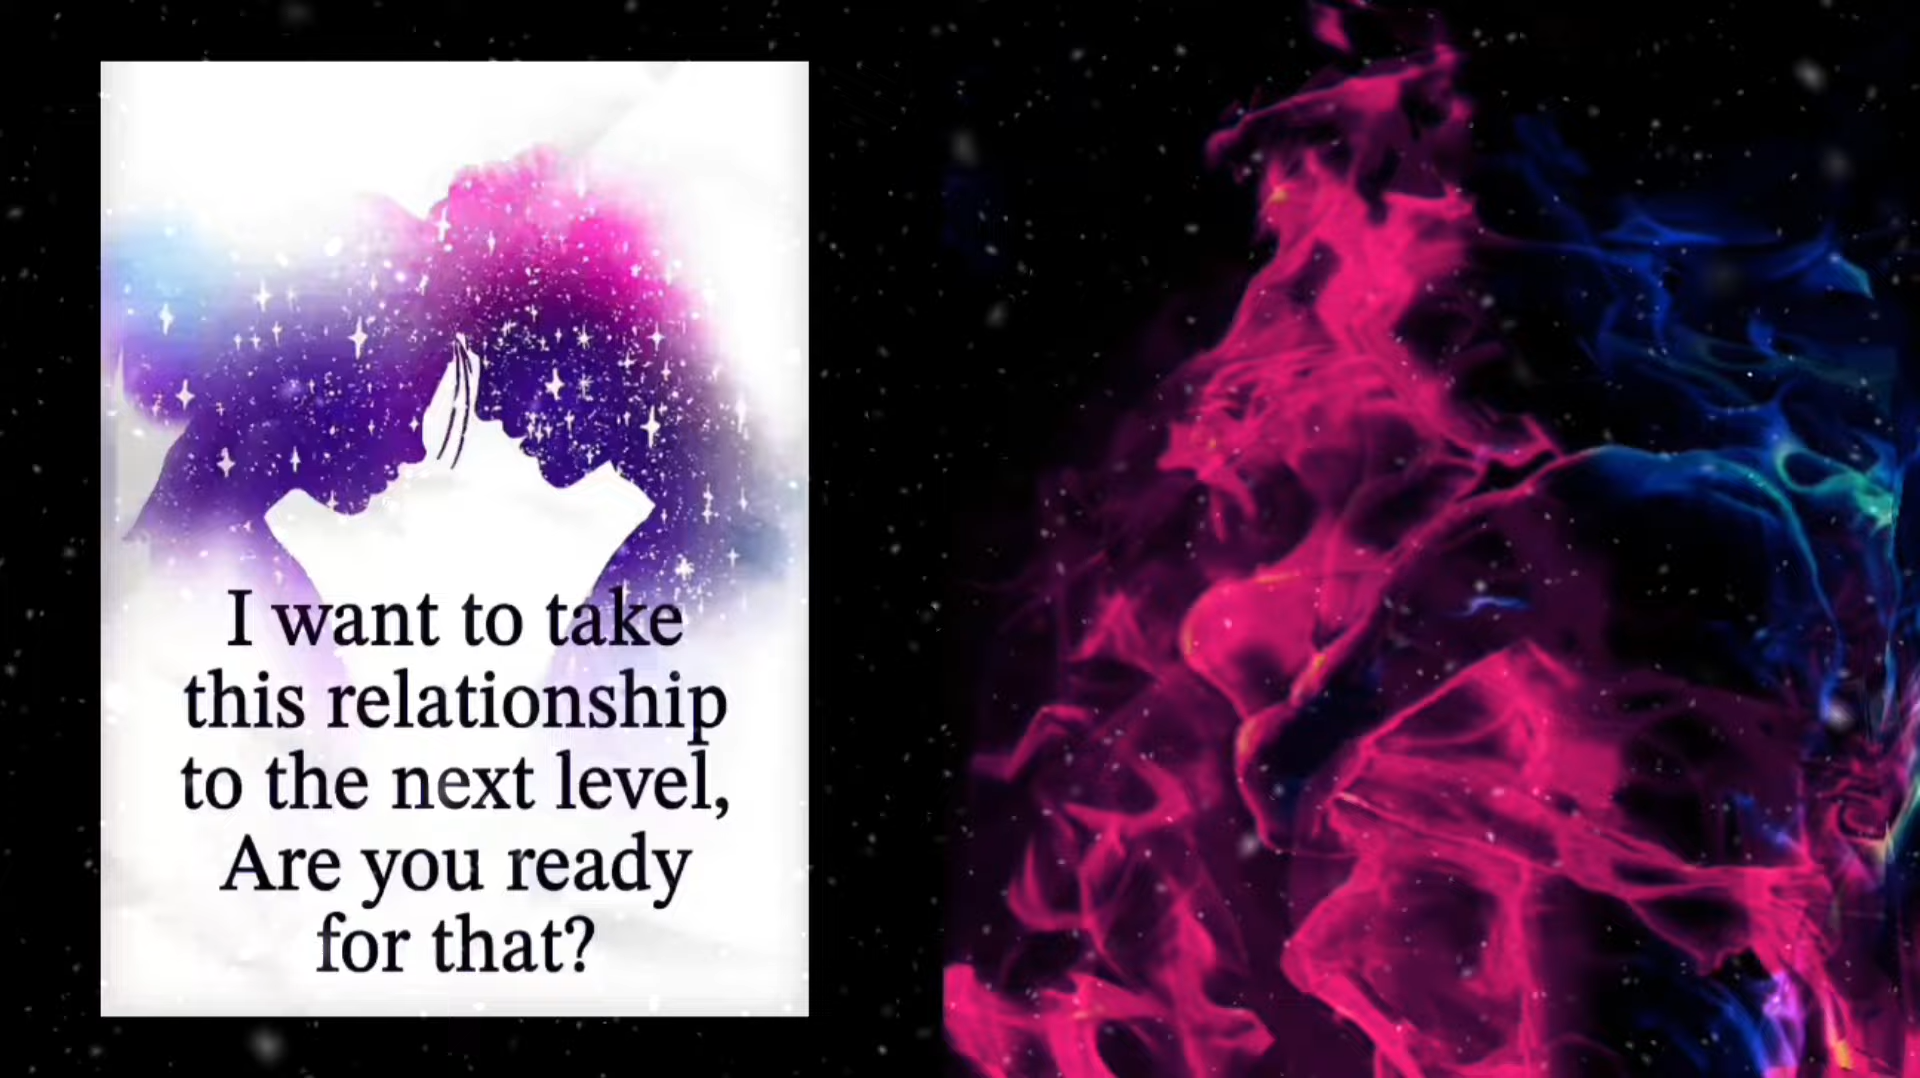 I want to take
this relationship
to the next level,
Are you ready
for that?